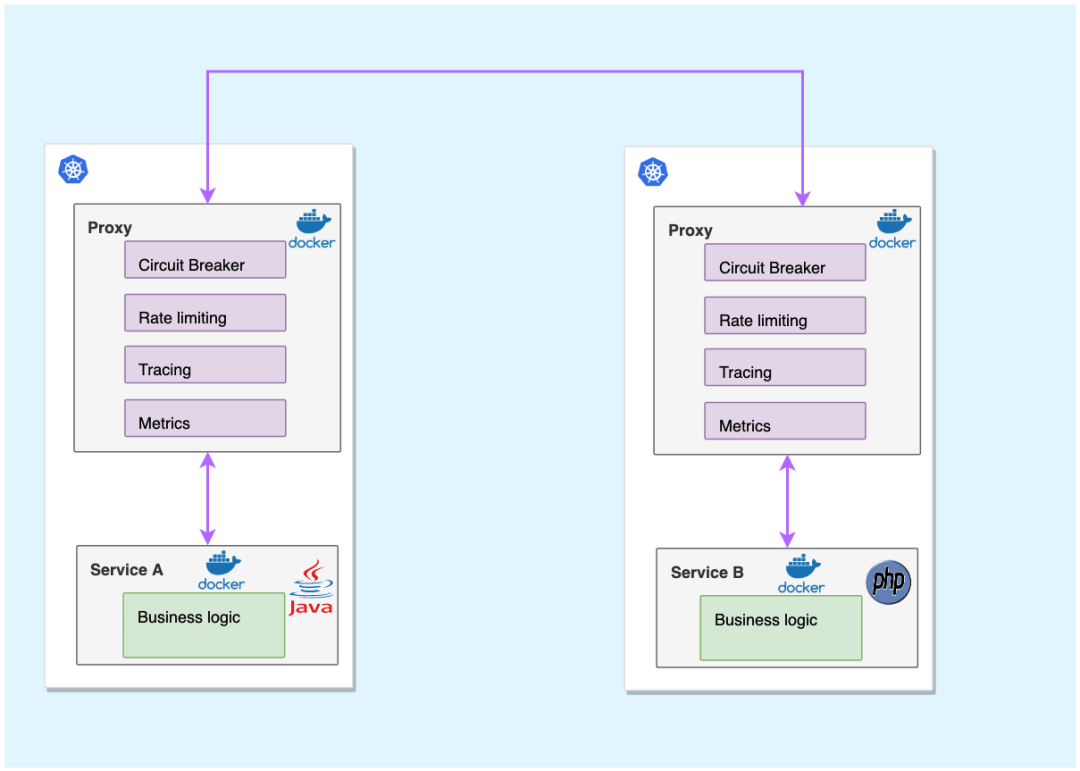 Proxy
docker
Circuit Breaker
Rate limiting
Tracing
Metrics
Service A
docker
Java
Business logic
Proxy
docker
Circuit Breaker
Rate limiting
Tracing
Metrics
Service B
docker
php
Business logic